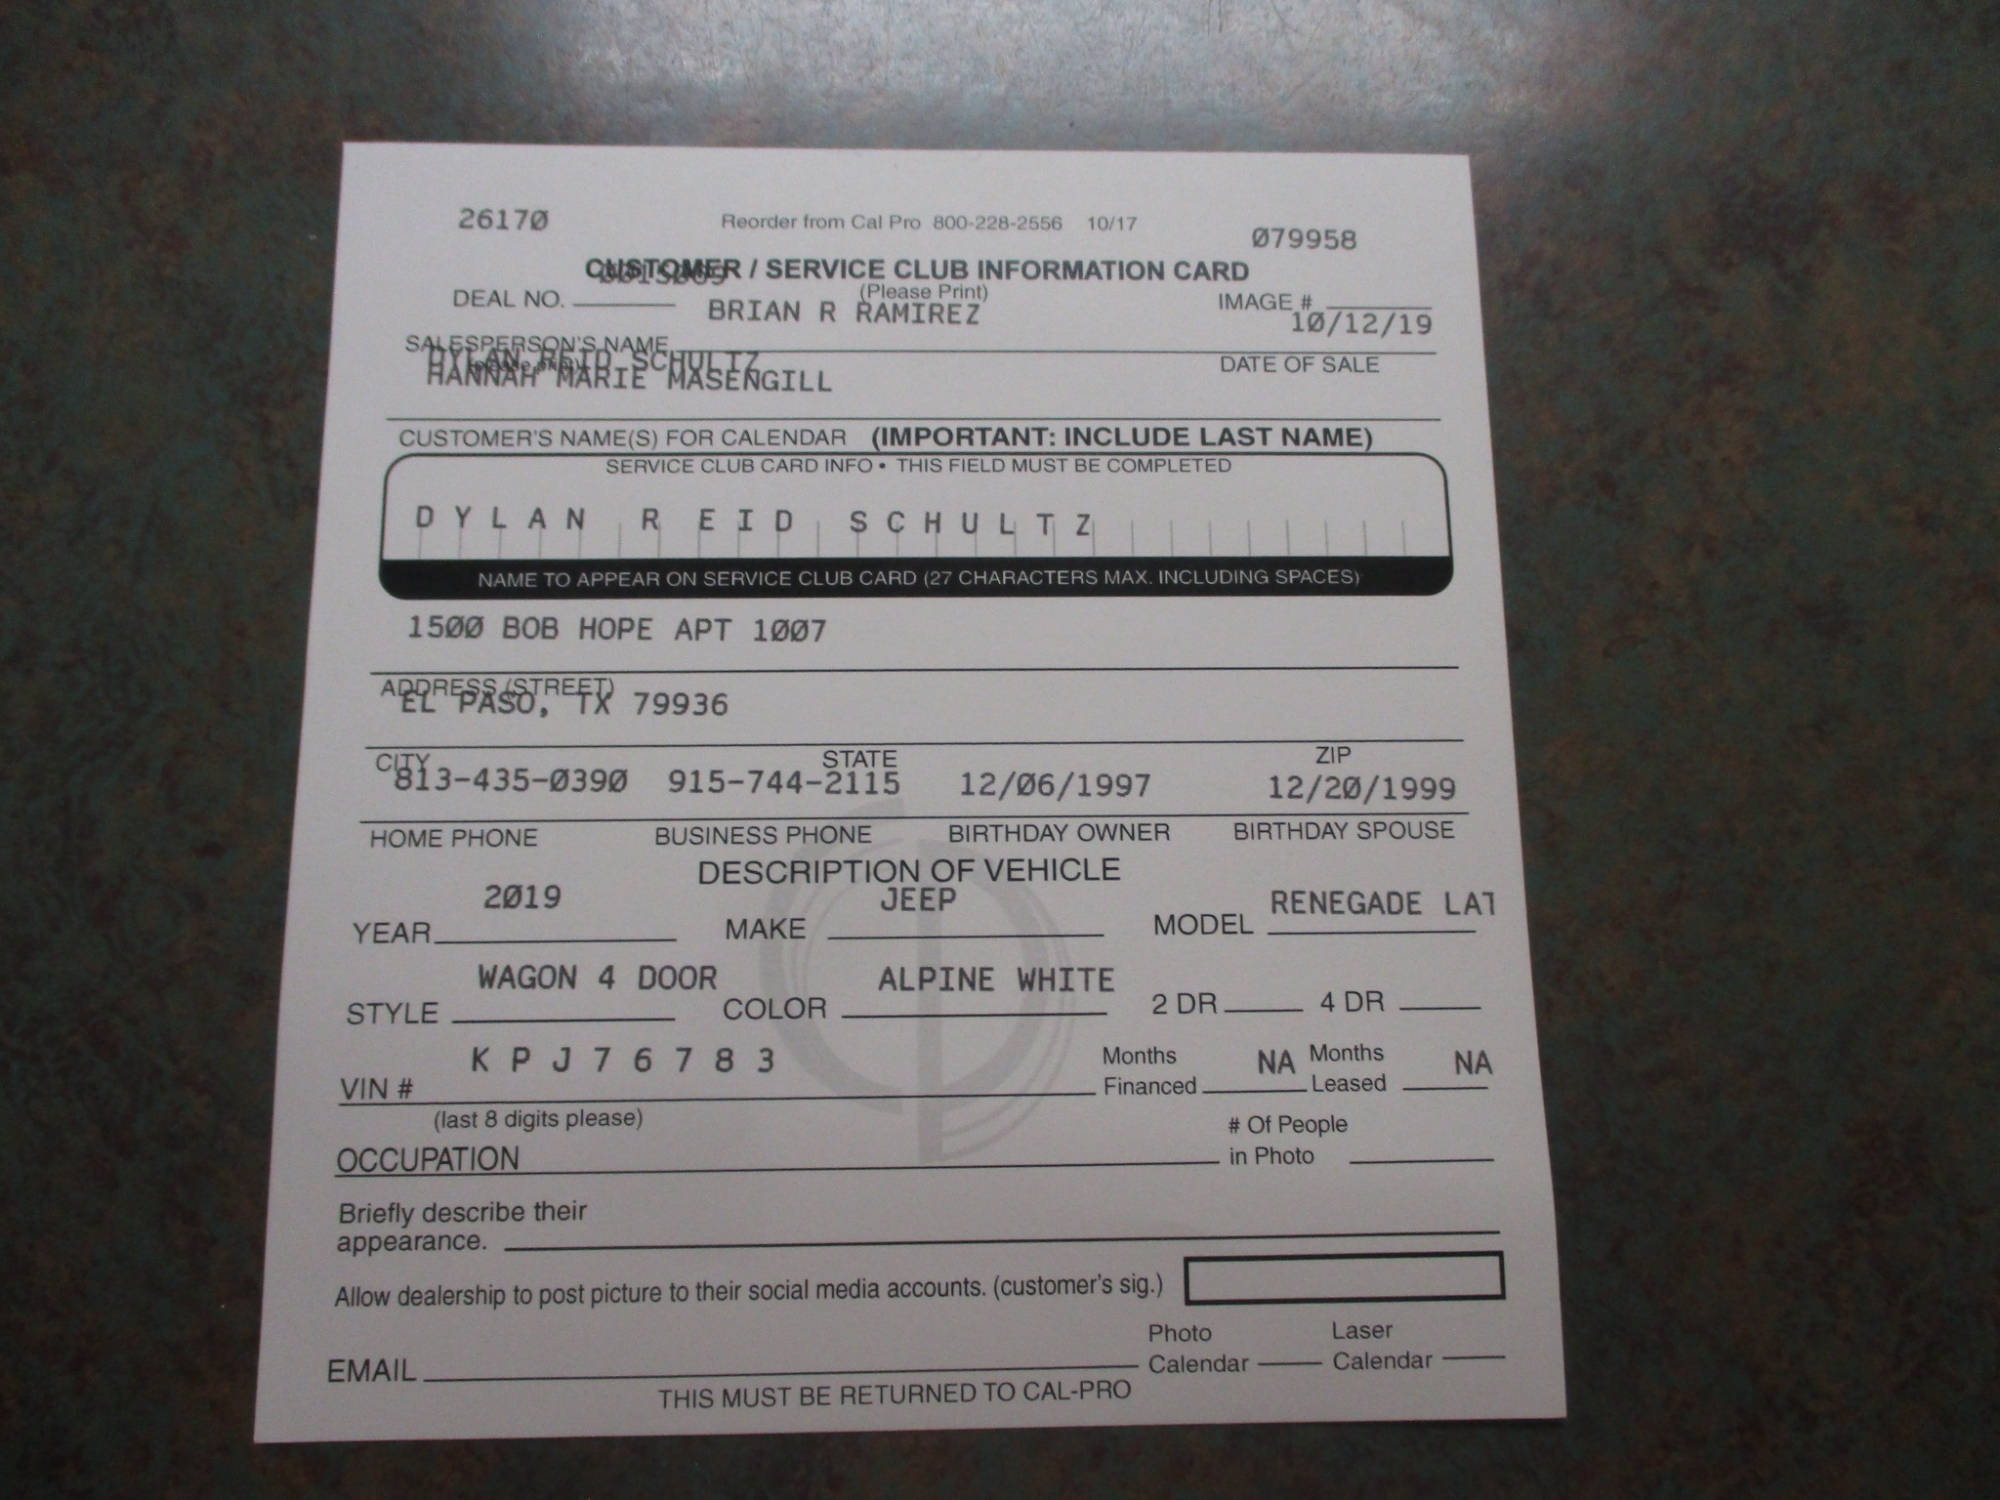 26170 Reorder from Cal Pro 800-228-2556 10/17 079958
CUSTOMER / SERVICE CLUB INFORMATION CARD
(Please Print)
DEAL NO. BRIAN R RAMIREZ IMAGE #
10/12/19
SALESPERSON'S NAME
DYLAN REID SCHULTZ DATE OF SALE
HANNAH MARIE MASENGILL
CUSTOMER'S NAME(S) FOR CALENDAR (IMPORTANT: INCLUDE LAST NAME)
SERVICE CLUB CARD INFO • THIS FIELD MUST BE COMPLETED
DYLAN REID SCHULTZ
NAME TO APPEAR ON SERVICE CLUB CARD (27 CHARACTERS MAX. INCLUDING SPACES)
1500 BOB HOPE APT 1007
ADDRESS (STREET)
EL PASO, TX 79936
CITY STATE ZIP
813-435-0390 915-744-2115 12/06/1997 12/20/1999
HOME PHONE BUSINESS PHONE BIRTHDAY OWNER BIRTHDAY SPOUSE
DESCRIPTION OF VEHICLE
2019 JEEP RENEGADE LAT
YEAR MAKE MODEL
WAGON 4 DOOR ALPINE WHITE
STYLE COLOR 2 DR 4 DR
KPJ76783 Months NA Months NA
VIN # Financed Leased
(last 8 digits please) # Of People
OCCUPATION in Photo
Briefly describe their
appearance.
Allow dealership to post picture to their social media accounts. (customer's sig.)
Photo Laser
EMAIL Calendar Calendar
THIS MUST BE RETURNED TO CAL-PRO